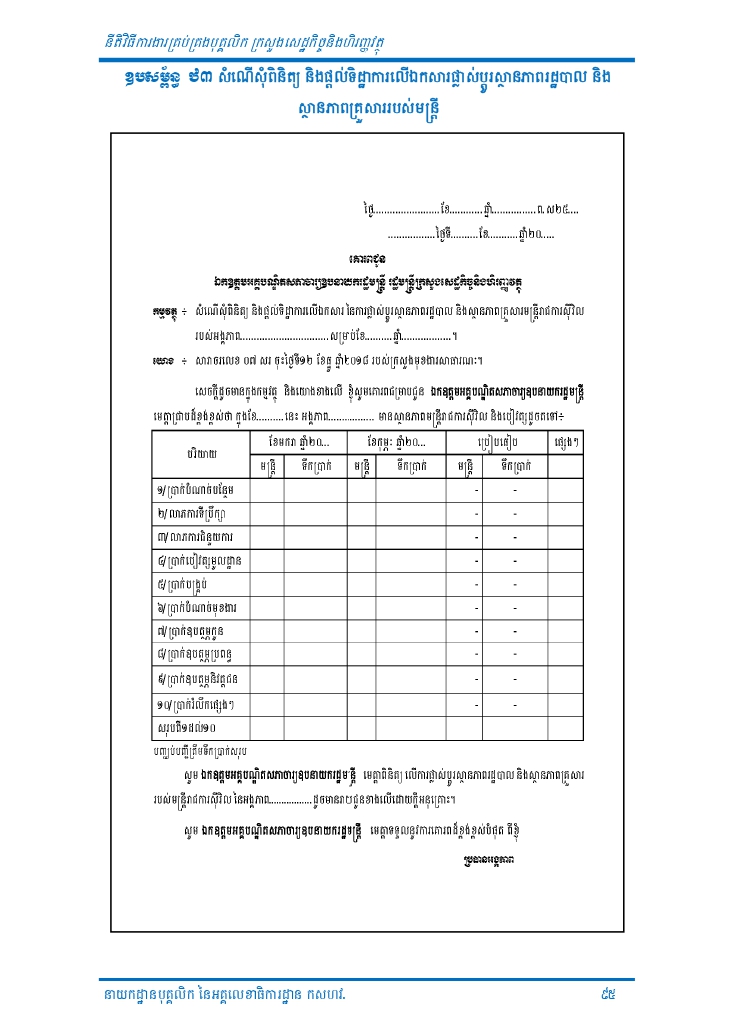 នីតិវិធីការងារគ្រប់គ្រងបុគ្គលិក ក្រសួងសេដ្ឋកិច្ចនិងហិរញ្ញវត្ថុ
ឧបសម្ព័ន្ធ ថ៣ សំណើសុំពិនិត្យ និងផ្តល់ទិដ្ឋាការលើឯកសារផ្លាស់ប្តូរស្ថានភាពរដ្ឋបាល និង
ស្ថានភាពគ្រួសាររបស់មន្ត្រី
ថ្ងៃ........................ខែ............ឆ្នាំ................ព.ស២៥....
.................ថ្ងៃទី..........ខែ...........ឆ្នាំ២០.....
គោរពជូន
ឯកឧត្តមអគ្គបណ្ឌិតសភាចារ្យឧបនាយករដ្ឋមន្ត្រី រដ្ឋមន្ត្រីក្រសួងសេដ្ឋកិច្ចនិងហិរញ្ញវត្ថុ
កម្មវត្ថុ ÷ សំណើសុំពិនិត្យ និងផ្តល់ទិដ្ឋាការលើឯកសារ នៃការផ្លាស់ប្តូរស្ថានភាពរដ្ឋបាល និងស្ថានភាពគ្រួសារមន្ត្រីរាជការស៊ីវិល
របស់អង្គភាព................................សម្រាប់ខែ..........ឆ្នាំ..................។
យោង ÷ សារាចរលេខ ០៧ សរ ចុះថ្ងៃទី១២ ខែធ្នូ ឆ្នាំ២០១៨ របស់ក្រសួងមុខងារសាធារណៈ។
សេចក្តីដូចមានក្នុងកម្មវត្ថុ និងយោងខាងលើ ខ្ញុំសូមគោរពជម្រាបជូន ឯកឧត្តមអគ្គបណ្ឌិតសភាចារ្យឧបនាយករដ្ឋមន្ត្រី
មេត្តាជ្រាបដ៏ខ្ពង់ខ្ពស់ថា ក្នុងខែ..........នេះ អង្គភាព................. មានស្ថានភាពមន្ត្រីរាជការស៊ីវិល និងបៀវត្សដូចតទៅ÷
បរិយាយ ខែមករា ឆ្នាំ២០... ខែកុម្ភៈ ឆ្នាំ២០... ប្រៀបធៀប ផ្សេងៗ
មន្ត្រី ទឹកប្រាក់ មន្ត្រី ទឹកប្រាក់ មន្ត្រី ទឹកប្រាក់
១/ប្រាក់បំណាច់បន្ថែម - -
២/លាភការទីប្រឹក្សា - -
៣/លាភការជំនួយការ - -
៤/ប្រាក់បៀវត្សមូលដ្ឋាន - -
៥/ប្រាក់បង្គ្រប់ - -
៦/ប្រាក់បំណាច់មុខងារ - -
៧/ប្រាក់ឧបត្ថម្ភកូន - -
៨/ប្រាក់ឧបត្ថម្ភប្រពន្ធ - -
៩/ប្រាក់ឧបត្ថម្ភនិវត្តជន - -
១០/ប្រាក់រំលឹកផ្សេងៗ - -
សរុបពី១ដល់១០
បញ្ឈប់បញ្ជីត្រឹមទឹកប្រាក់សរុប
សូម ឯកឧត្តមអគ្គបណ្ឌិតសភាចារ្យឧបនាយករដ្ឋមន្ត្រី មេត្តាពិនិត្យ លើការផ្លាស់ប្តូរស្ថានភាពរដ្ឋបាល និងស្ថានភាពគ្រួសារ
របស់មន្ត្រីរាជការស៊ីវិល នៃអង្គភាព................ដូចមានរាយជូនខាងលើដោយក្តីអនុគ្រោះ។
សូម ឯកឧត្តមអគ្គបណ្ឌិតសភាចារ្យឧបនាយករដ្ឋមន្ត្រី មេត្តាទទួលនូវការគោរពដ៏ខ្ពង់ខ្ពស់បំផុត ពីខ្ញុំ
ប្រធានអង្គភាព
នាយកដ្ឋានបុគ្គលិក នៃអគ្គលេខាធិការដ្ឋាន កសហវ. ៩៥